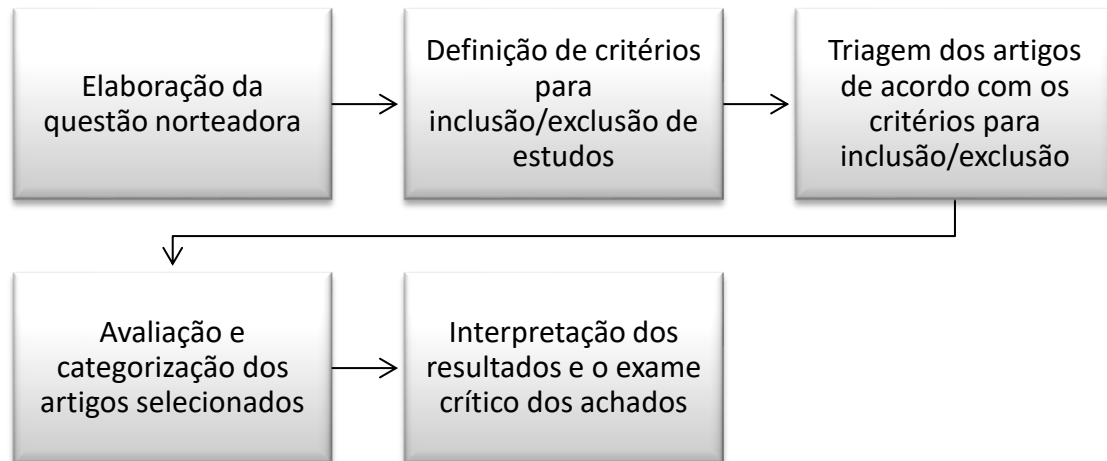 Elaboração da
questão norteadora
Definição de critérios
para
inclusão/exclusão de
estudos
Triagem dos artigos
de acordo com os
critérios para
inclusão/exclusão
Avaliação e
categorização dos
artigos selecionados
Interpretação dos
resultados e o exame
crítico dos achados